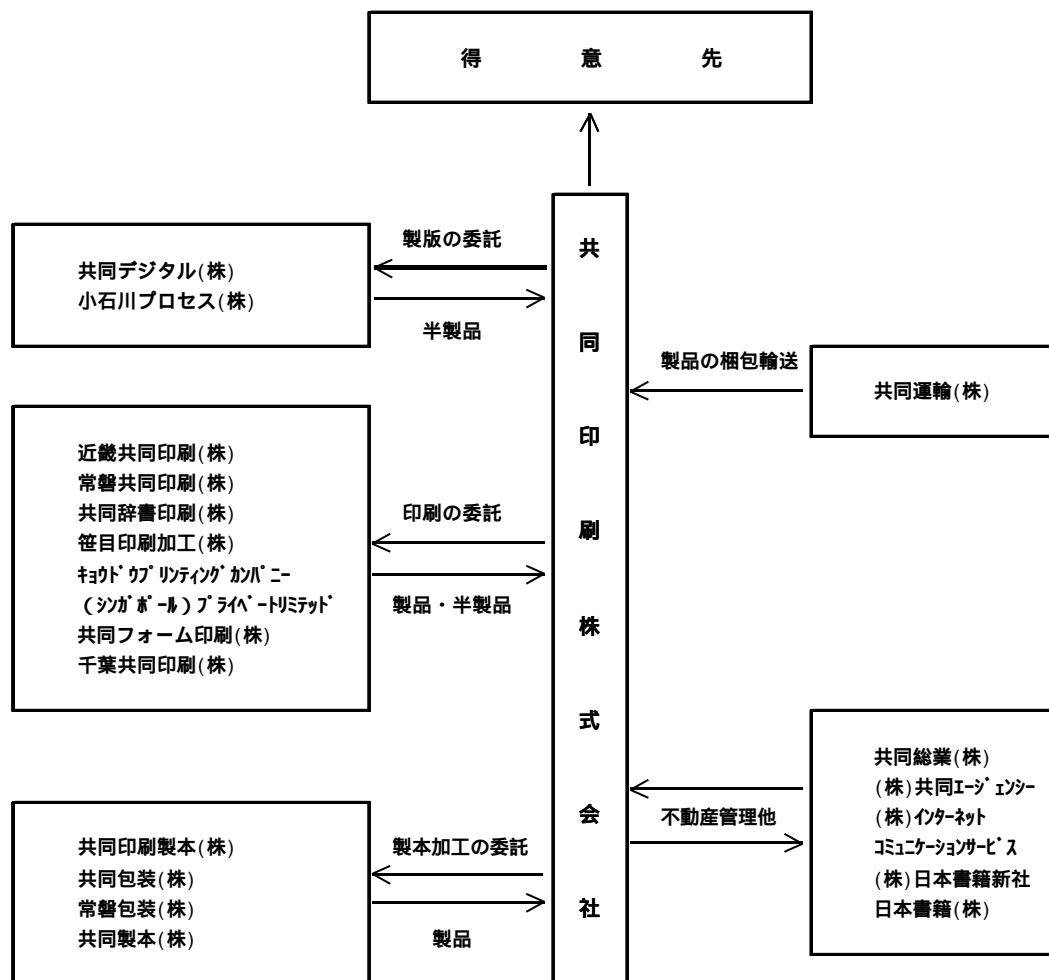 得意先
製版の委託
共同デジタル(株)
小石川プロセス(株)
半製品
共同印刷株式会社
製品の梱包輸送
共同運輸(株)
近畿共同印刷(株)
常磐共同印刷(株)
共同辞書印刷(株)
笹目印刷加工(株)
ｷｮｳﾄﾞｳﾌﾟﾘﾝﾃｨﾝｸﾞｶﾝﾊﾟﾆｰ
（ｼﾝｶﾞﾎﾟｰﾙ）ﾌﾟﾗｲﾍﾞｰﾄﾘﾐﾃｯﾄﾞ
共同フォーム印刷(株)
千葉共同印刷(株)
印刷の委託
製品・半製品
共同総業(株)
(株)共同ｴｰｼﾞｪﾝｼｰ
(株)ｲﾝﾀｰﾈｯﾄ
ｺﾐｭﾆｹｰｼｮﾝｻｰﾋﾞｽ
(株)日本書籍新社
日本書籍(株)
不動産管理他
共同印刷製本(株)
共同包装(株)
常磐包装(株)
共同製本(株)
製本加工の委託
製品